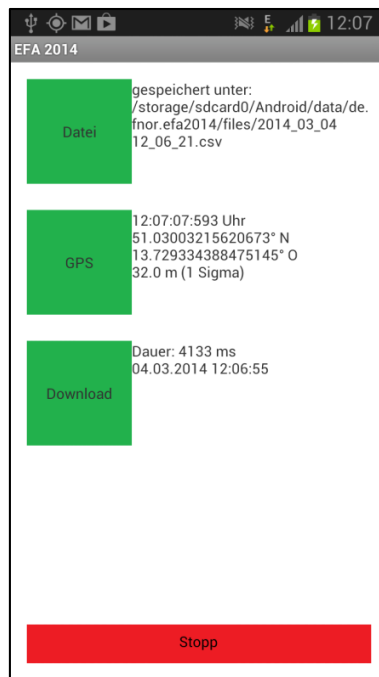 E
12:07
EFA 2014
Datei
gespeichert unter:
/storage/sdcard0/Android/data/de.
fnor.efa2014/files/2014_03_04
12_06_21.csv
GPS
12:07:07:593 Uhr
51.03003215620673° N
13.729334388475145° O
32.0 m (1 Sigma)
Download
Dauer: 4133 ms
04.03.2014 12:06:55
Stopp